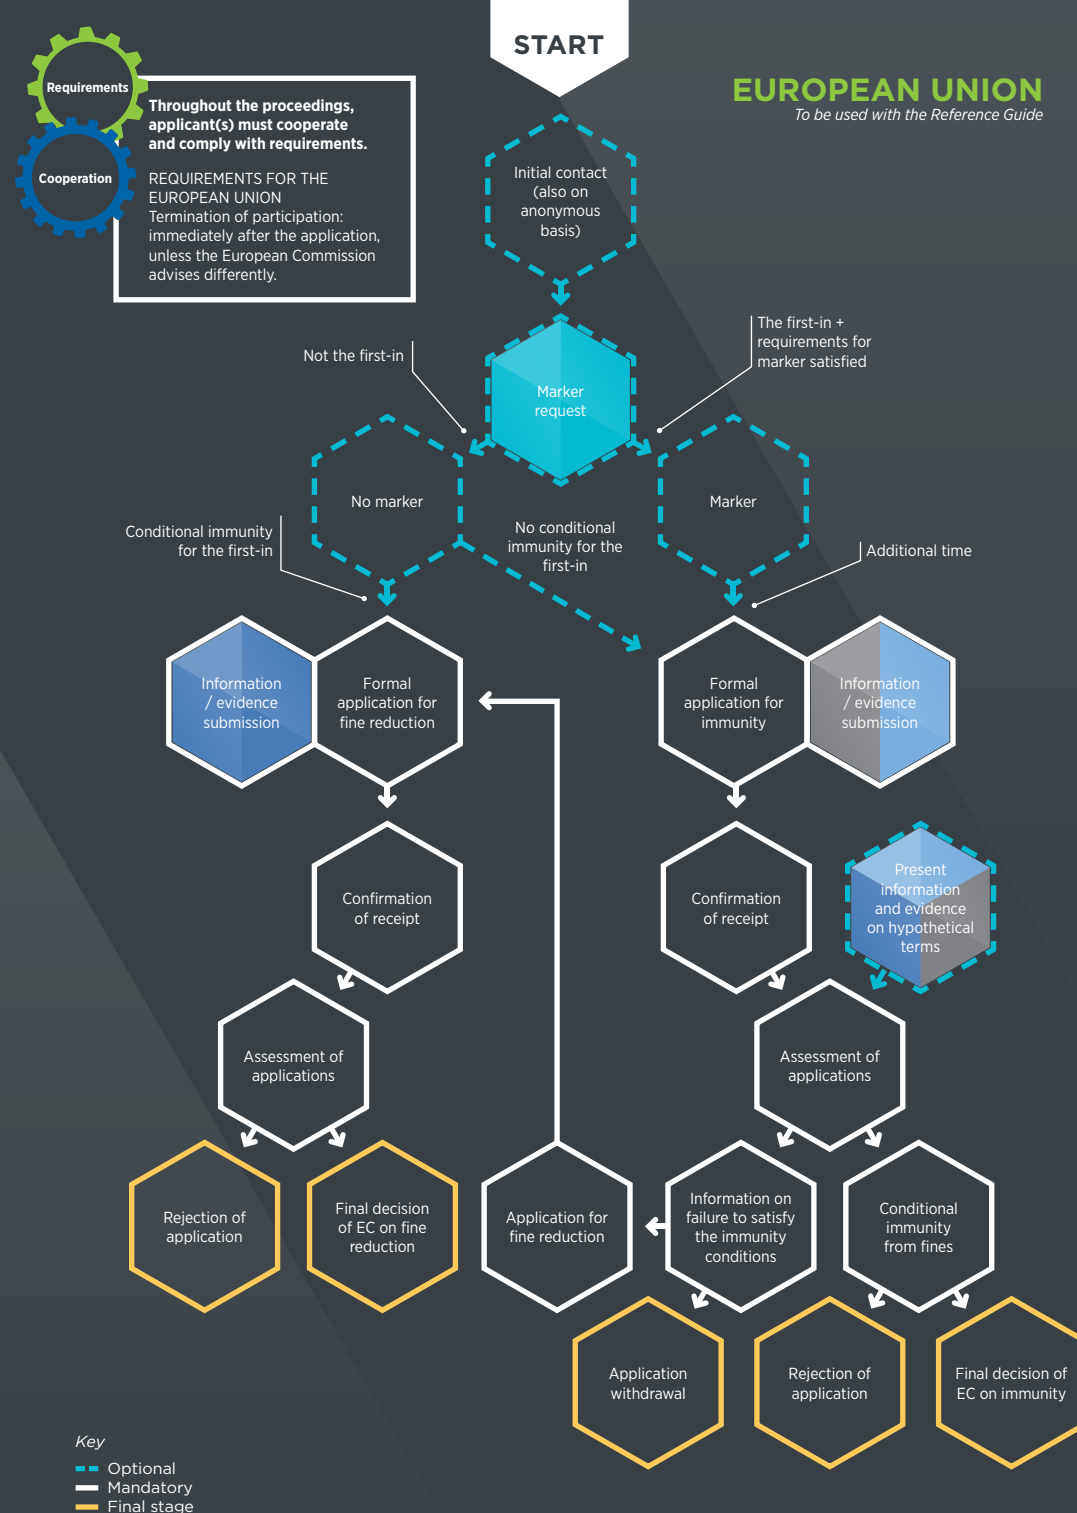 START
EUROPEAN UNION
To be used with the Reference Guide
Requirements
Cooperation
Throughout the proceedings,
applicant(s) must cooperate
and comply with requirements.
REQUIREMENTS FOR THE
EUROPEAN UNION
Termination of participation:
immediately after the application,
unless the European Commission
advises differently.
Initial contact
(also on
anonymous
basis)
Not the first-in
The first-in +
requirements for
marker satisfied
Marker
request
No marker
Marker
Conditional immunity
for the first-in
No conditional
immunity for the
first-in
Additional time
Information
/ evidence
submission
Formal
application for
fine reduction
Formal
application for
immunity
Information
/ evidence
submission
Confirmation
of receipt
Confirmation
of receipt
Present
information
and evidence
on hypothetical
terms
Assessment of
applications
Assessment of
applications
Rejection of
application
Final decision
of EC on fine
reduction
Application for
fine reduction
Information on
failure to satisfy
the immunity
conditions
Conditional
immunity
from fines
Application
withdrawal
Rejection of
application
Final decision of
EC on immunity
Key
Optional
Mandatory
Final stage